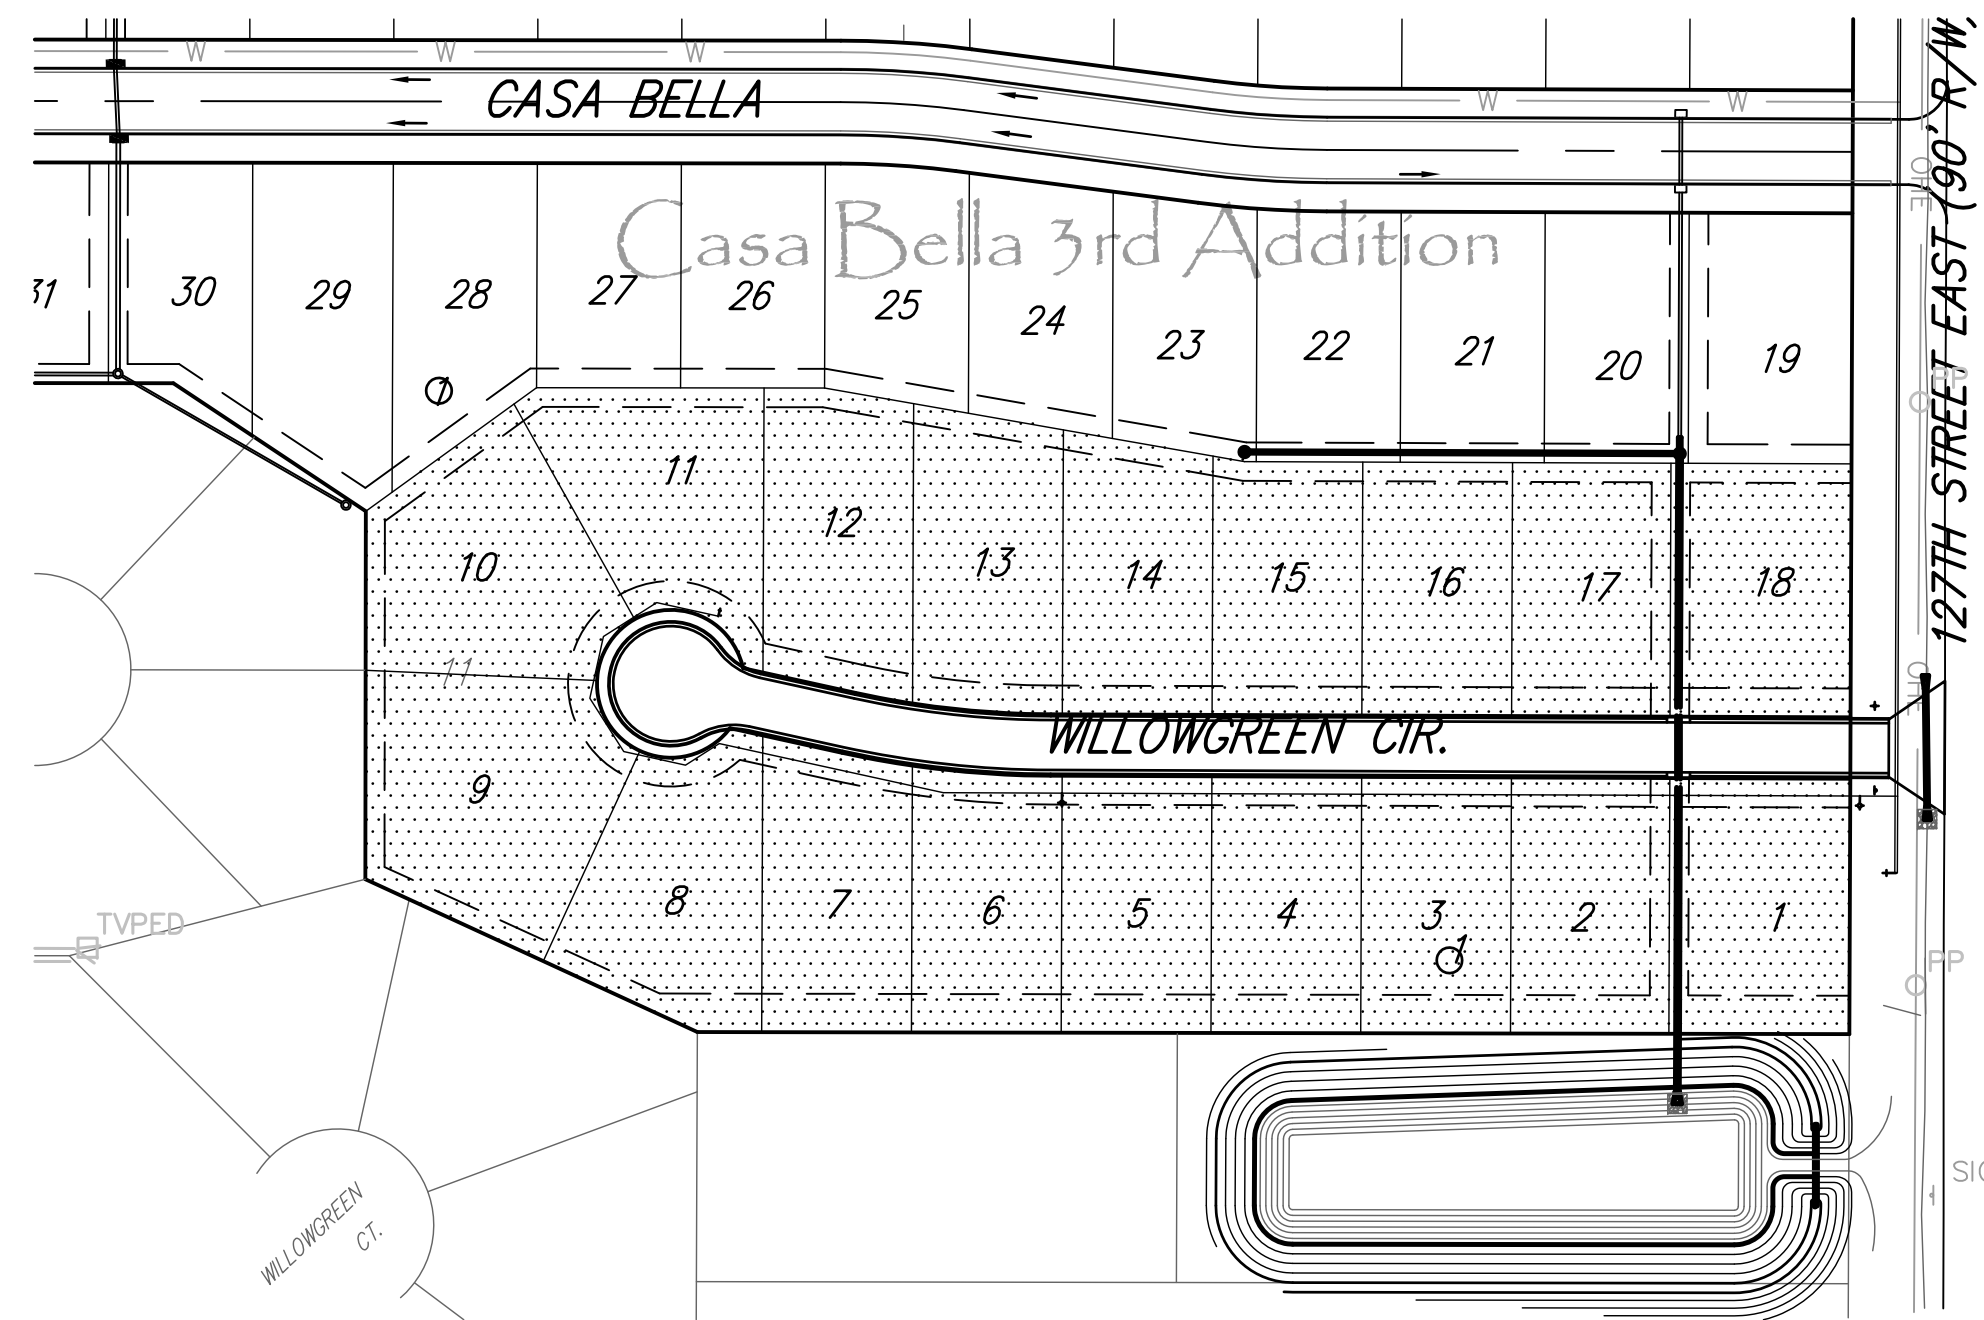 W W W
CASA BELLA
W W
127TH STREET EAST (90' R/W)
OHE
Casa Bella 3rd Addition
31 30 29 28 27 26 25 24 23 22 21 20 19
1
PP
11
12
10 13 14 15 16 17 18
11
WILLOWGREEN CIR.
9
8 7 6 5 4 3 2 1
1
TVPED
PP
WILLOWGREEN
CT.